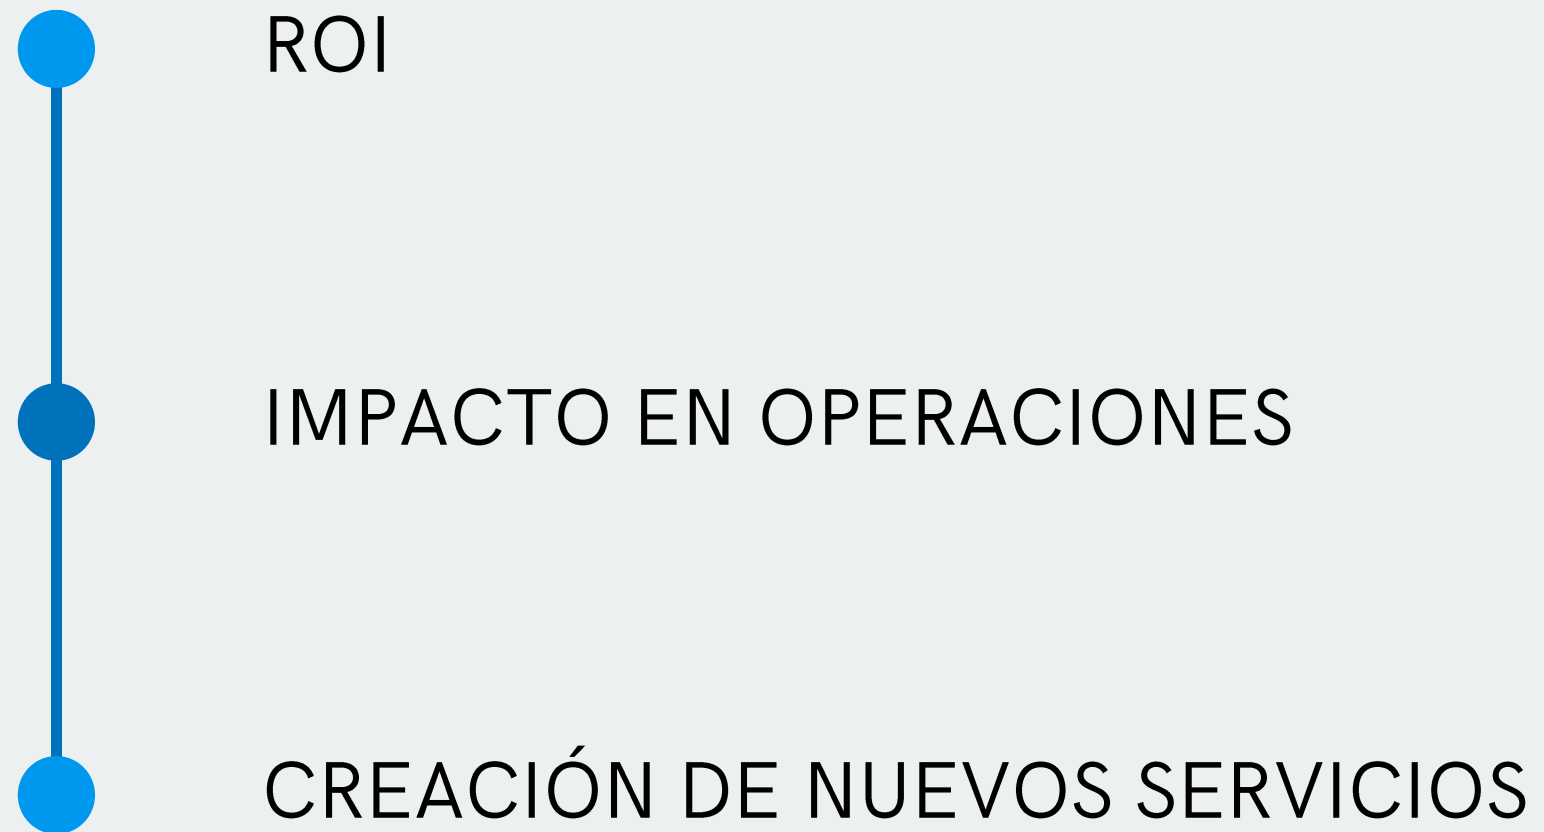 ROI
IMPACTO EN OPERACIONES
CREACIÓN DE NUEVOS SERVICIOS